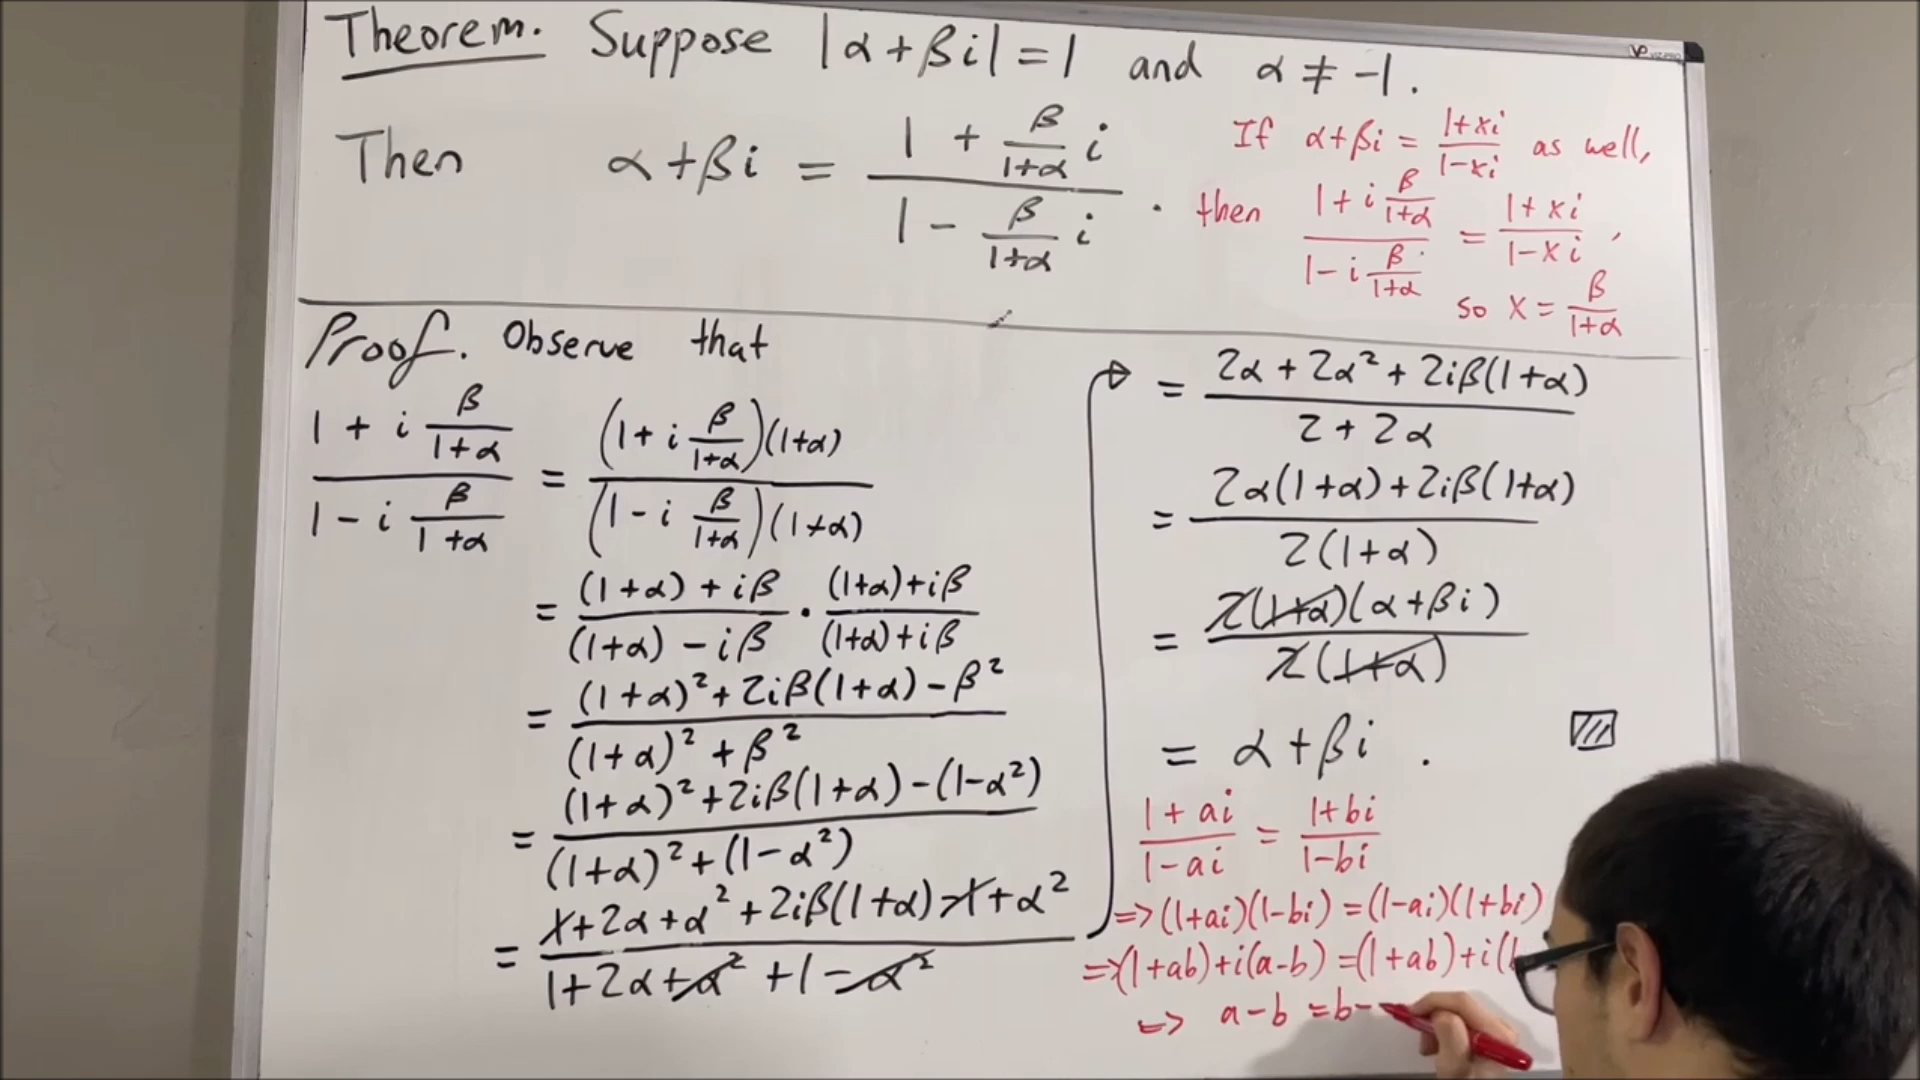 Theorem. Suppose |α+βi|=1 and α ≠ -1.
Then α+βi = (1 + β/(1+α) i)/(1 - β/(1+α) i) .
If α+βi = (1+xi)/(1-xi) as well,
then (1+i β/(1+α))/(1-i β/(1+α)) = (1+xi)/(1-xi) ,
so x = β/(1+α)
Proof. Observe that
(1 + i β/(1+α))/(1 - i β/(1+α)) = ((1+i β/(1+α))(1+α))/((1-i β/(1+α))(1+α))
= ((1+α) + iβ)/((1+α) - iβ) · ((1+α)+iβ)/((1+α)+iβ)
= ((1+α)²+2iβ(1+α)-β²)/((1+α)²+β²)
= ((1+α)²+2iβ(1+α)-(1-α²))/((1+α)²+(1-α²))
= (1+2α+α²+2iβ(1+α)-1+α²)/(1+2α+α²+1-α²)
= (2α+2α²+2iβ(1+α))/(2+2α)
= (2α(1+α)+2iβ(1+α))/(2(1+α))
= (2(1+α)(α+βi))/(2(1+α))
= α+βi .
(1+ai)/(1-ai) = (1+bi)/(1-bi)
=> (1+ai)(1-bi) = (1-ai)(1+bi)
=> (1+ab)+i(a-b) = (1+ab)+i(b
=> a-b = b-